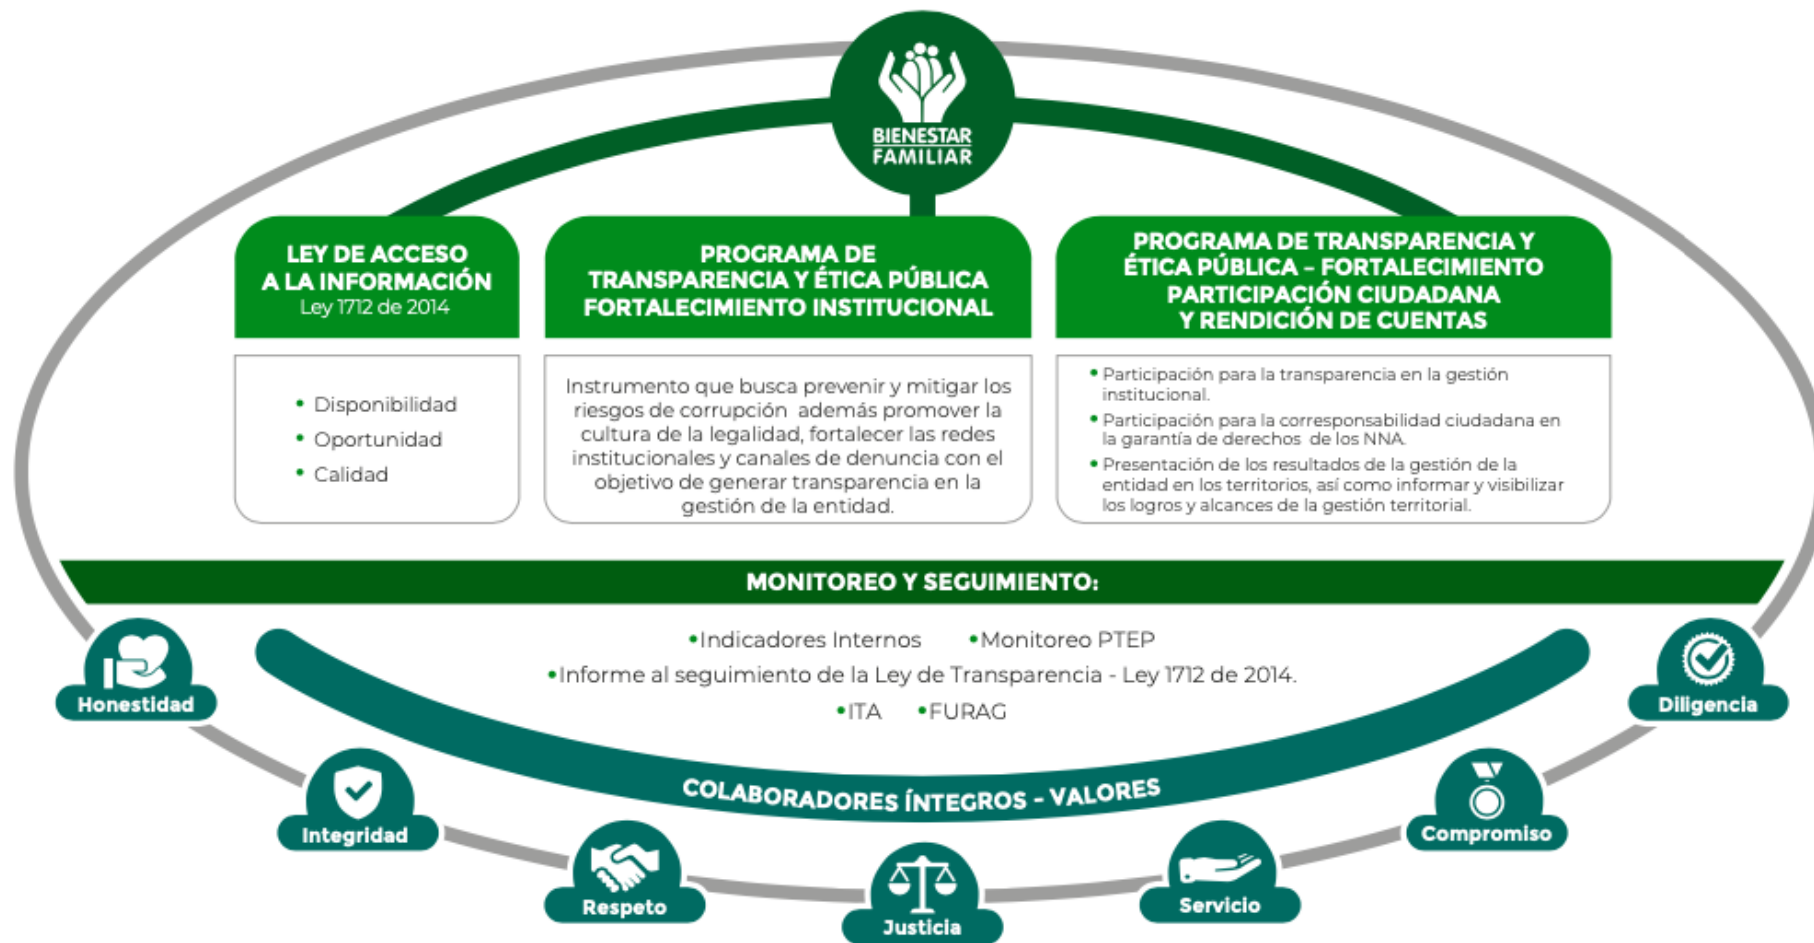 BIENESTAR
FAMILIAR
LEY DE ACCESO
A LA INFORMACIÓN
Ley 1712 de 2014
• Disponibilidad
• Oportunidad
• Calidad
PROGRAMA DE
TRANSPARENCIA Y ÉTICA PÚBLICA
FORTALECIMIENTO INSTITUCIONAL
Instrumento que busca prevenir y mitigar los
riesgos de corrupción además promover la
cultura de la legalidad, fortalecer las redes
institucionales y canales de denuncia con el
objetivo de generar transparencia en la
gestión de la entidad.
PROGRAMA DE TRANSPARENCIA Y
ÉTICA PÚBLICA – FORTALECIMIENTO
PARTICIPACIÓN CIUDADANA
Y RENDICIÓN DE CUENTAS
• Participación para la transparencia en la gestión
institucional.
• Participación para la corresponsabilidad ciudadana en
la garantía de derechos de los NNA.
• Presentación de los resultados de la gestión de la
entidad en los territorios, así como informar y visibilizar
los logros y alcances de la gestión territorial.
MONITOREO Y SEGUIMIENTO:
•Indicadores Internos •Monitoreo PTEP
•Informe al seguimiento de la Ley de Transparencia - Ley 1712 de 2014.
•ITA •FURAG
COLABORADORES ÍNTEGROS - VALORES
Honestidad
Integridad
Respeto
Justicia
Servicio
Compromiso
Diligencia